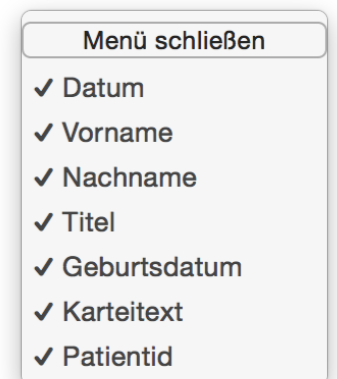 Menü schließen
✓ Datum
✓ Vorname
✓ Nachname
✓ Titel
✓ Geburtsdatum
✓ Karteitext
✓ Patientid